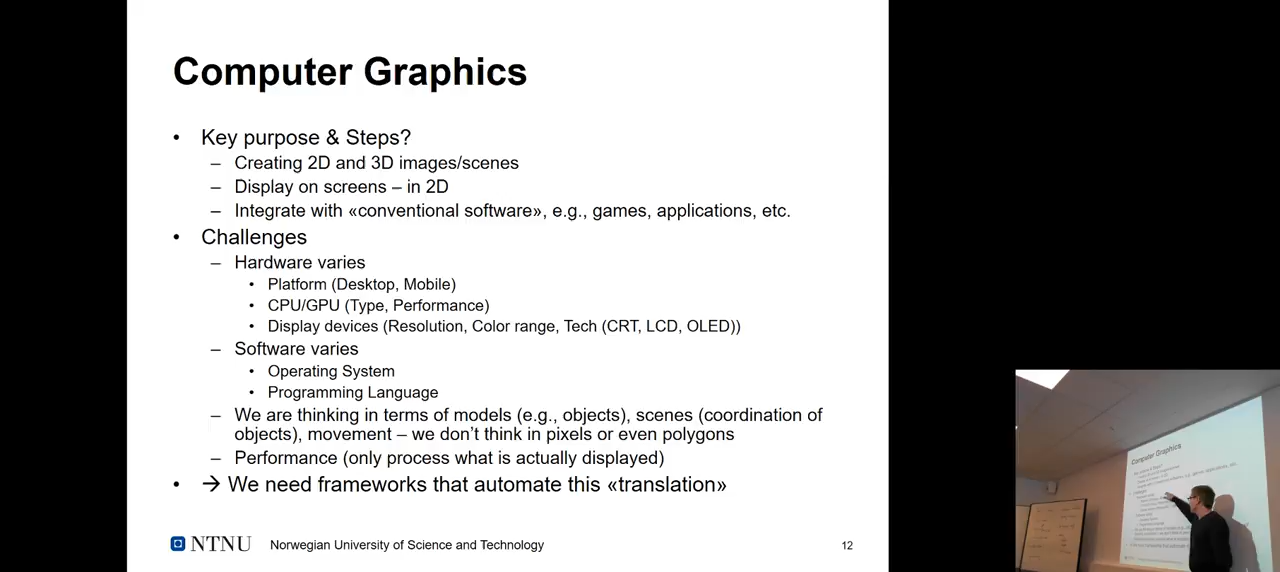 Computer Graphics
• Key purpose & Steps?
– Creating 2D and 3D images/scenes
– Display on screens – in 2D
– Integrate with «conventional software», e.g., games, applications, etc.
• Challenges
– Hardware varies
• Platform (Desktop, Mobile)
• CPU/GPU (Type, Performance)
• Display devices (Resolution, Color range, Tech (CRT, LCD, OLED))
– Software varies
• Operating System
• Programming Language
– We are thinking in terms of models (e.g., objects), scenes (coordination of
objects), movement – we don't think in pixels or even polygons
– Performance (only process what is actually displayed)
• → We need frameworks that automate this «translation»
NTNU Norwegian University of Science and Technology 12
Computer Graphics